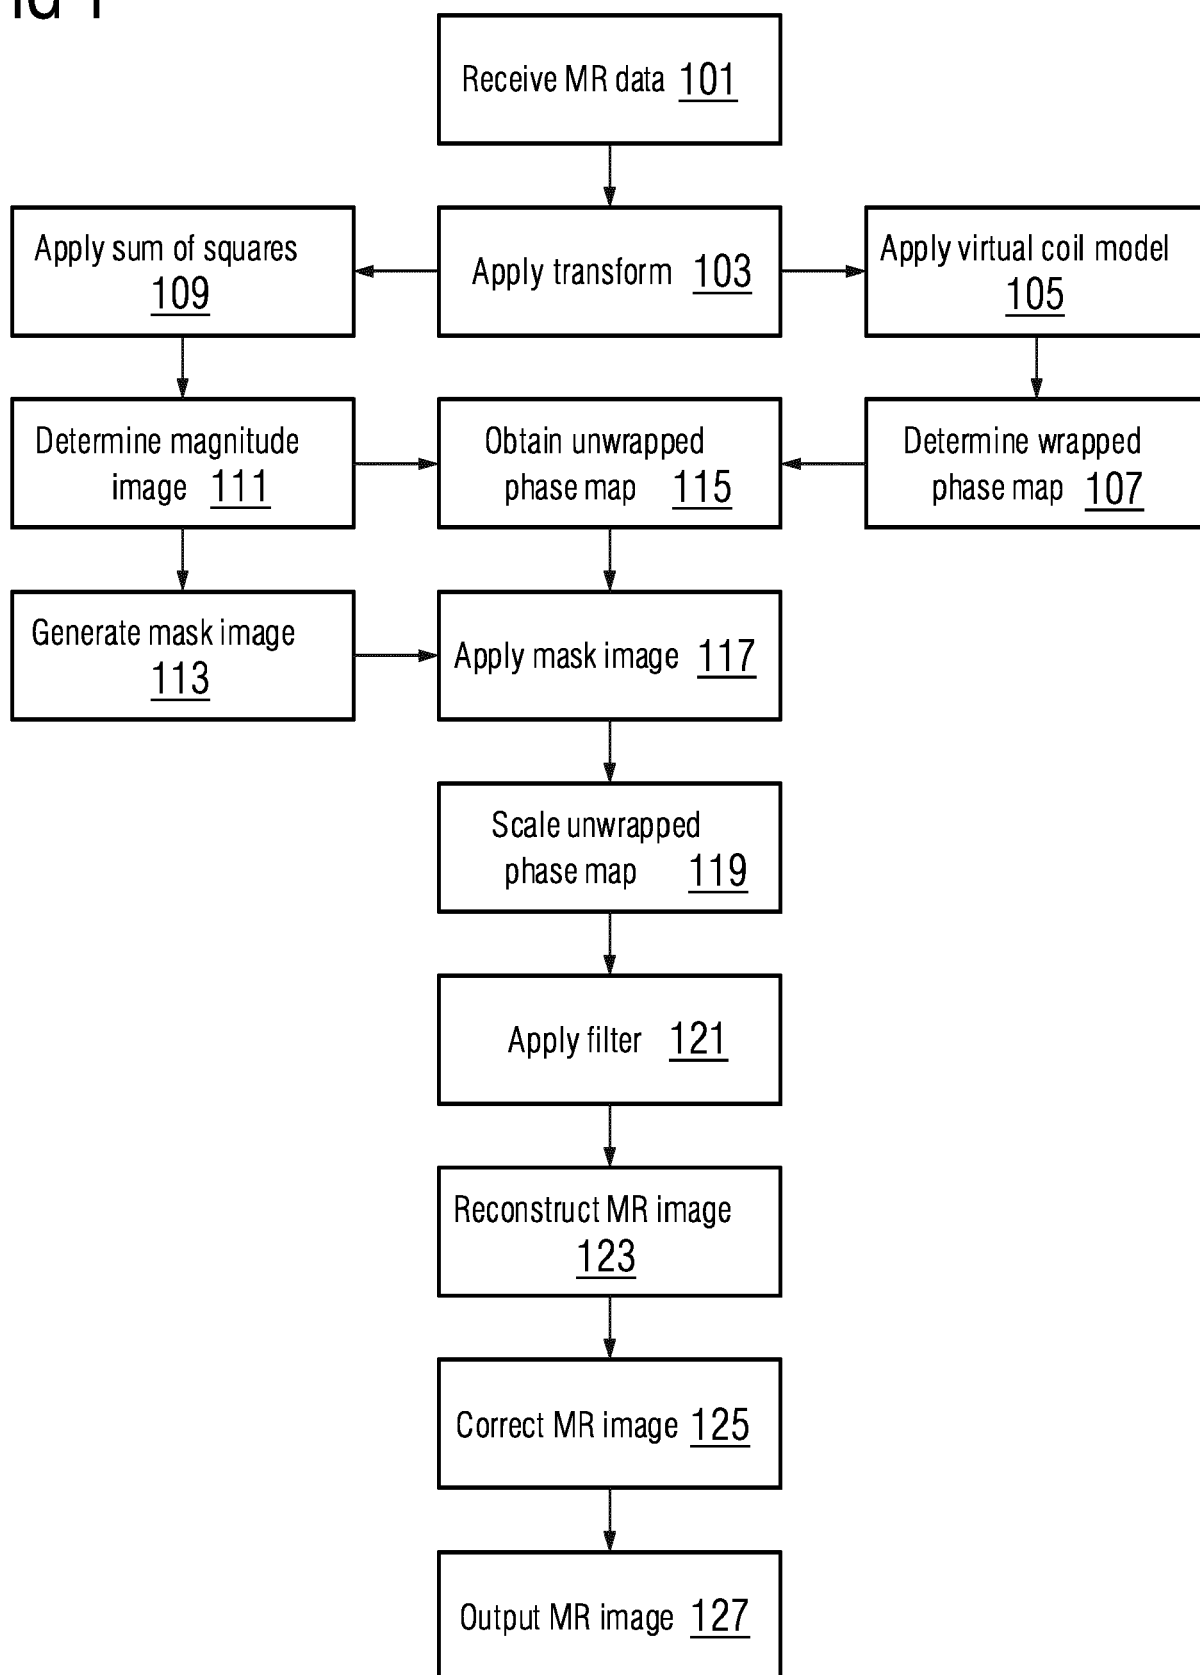 Receive MR data 101
Apply sum of squares
109
Apply transform 103
Apply virtual coil model
105
Determine magnitude
image 111
Obtain unwrapped
phase map 115
Determine wrapped
phase map 107
Generate mask image
113
Apply mask image 117
Scale unwrapped
phase map 119
Apply filter 121
Reconstruct MR image
123
Correct MR image 125
Output MR image 127